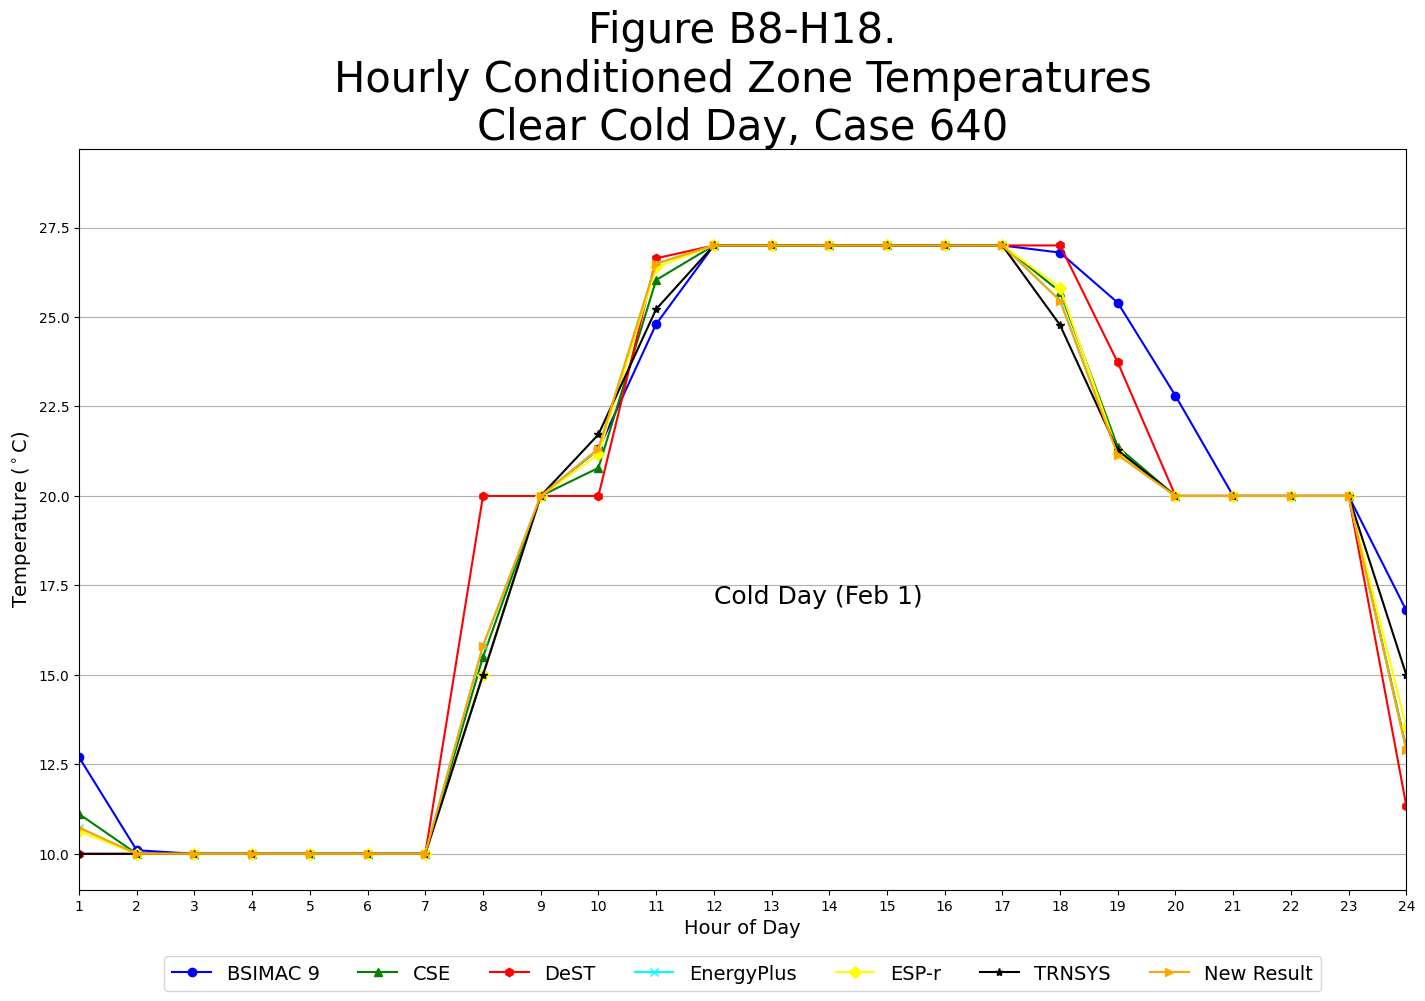 Figure B8-H18.
Hourly Conditioned Zone Temperatures
Clear Cold Day, Case 640
27.5
25.0
22.5
20.0
17.5
15.0
12.5
10.0
Temperature (°C)
Cold Day (Feb 1)
1 2 3 4 5 6 7 8 9 10 11 12 13 14 15 16 17 18 19 20 21 22 23 24
Hour of Day
BSIMAC 9 CSE DeST EnergyPlus ESP-r TRNSYS New Result